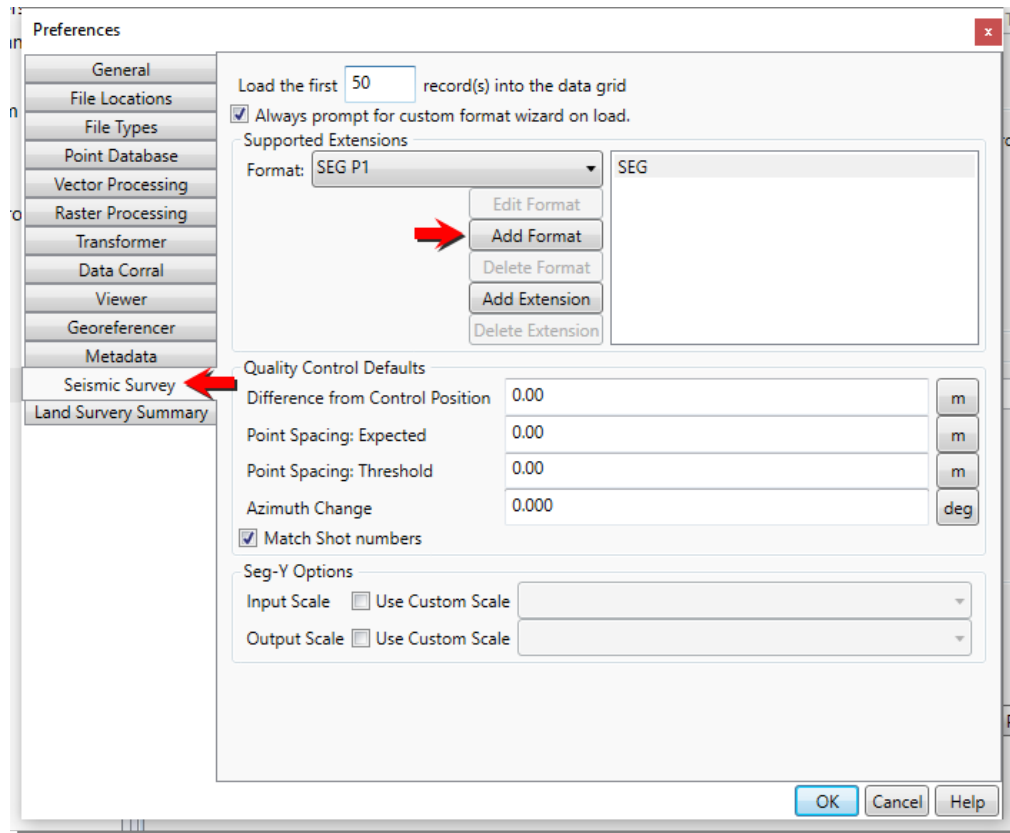 Preferences
x
General
File Locations
File Types
Point Database
Vector Processing
Raster Processing
Transformer
Data Corral
Viewer
Georeferencer
Metadata
Seismic Survey
Land Survery Summary
Load the first 50 record(s) into the data grid
Always prompt for custom format wizard on load.
Supported Extensions
Format: SEG P1 SEG
Edit Format
Add Format
Delete Format
Add Extension
Delete Extension
Quality Control Defaults
Difference from Control Position 0.00 m
Point Spacing: Expected 0.00 m
Point Spacing: Threshold 0.00 m
Azimuth Change 0.000 deg
Match Shot numbers
Seg-Y Options
Input Scale Use Custom Scale
Output Scale Use Custom Scale
OK Cancel Help